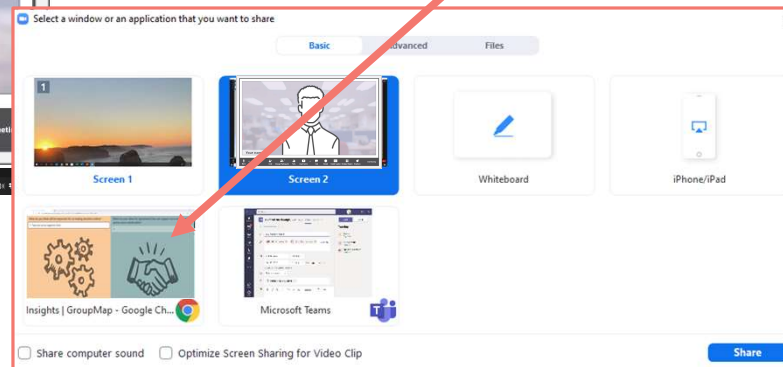 Select a window or an application that you want to share
Basic
Advanced
Files
1
Screen 1
Screen 2
Whiteboard
iPhone/iPad
Insights | GroupMap - Google Ch...
Microsoft Teams
Share computer sound
Optimize Screen Sharing for Video Clip
Share